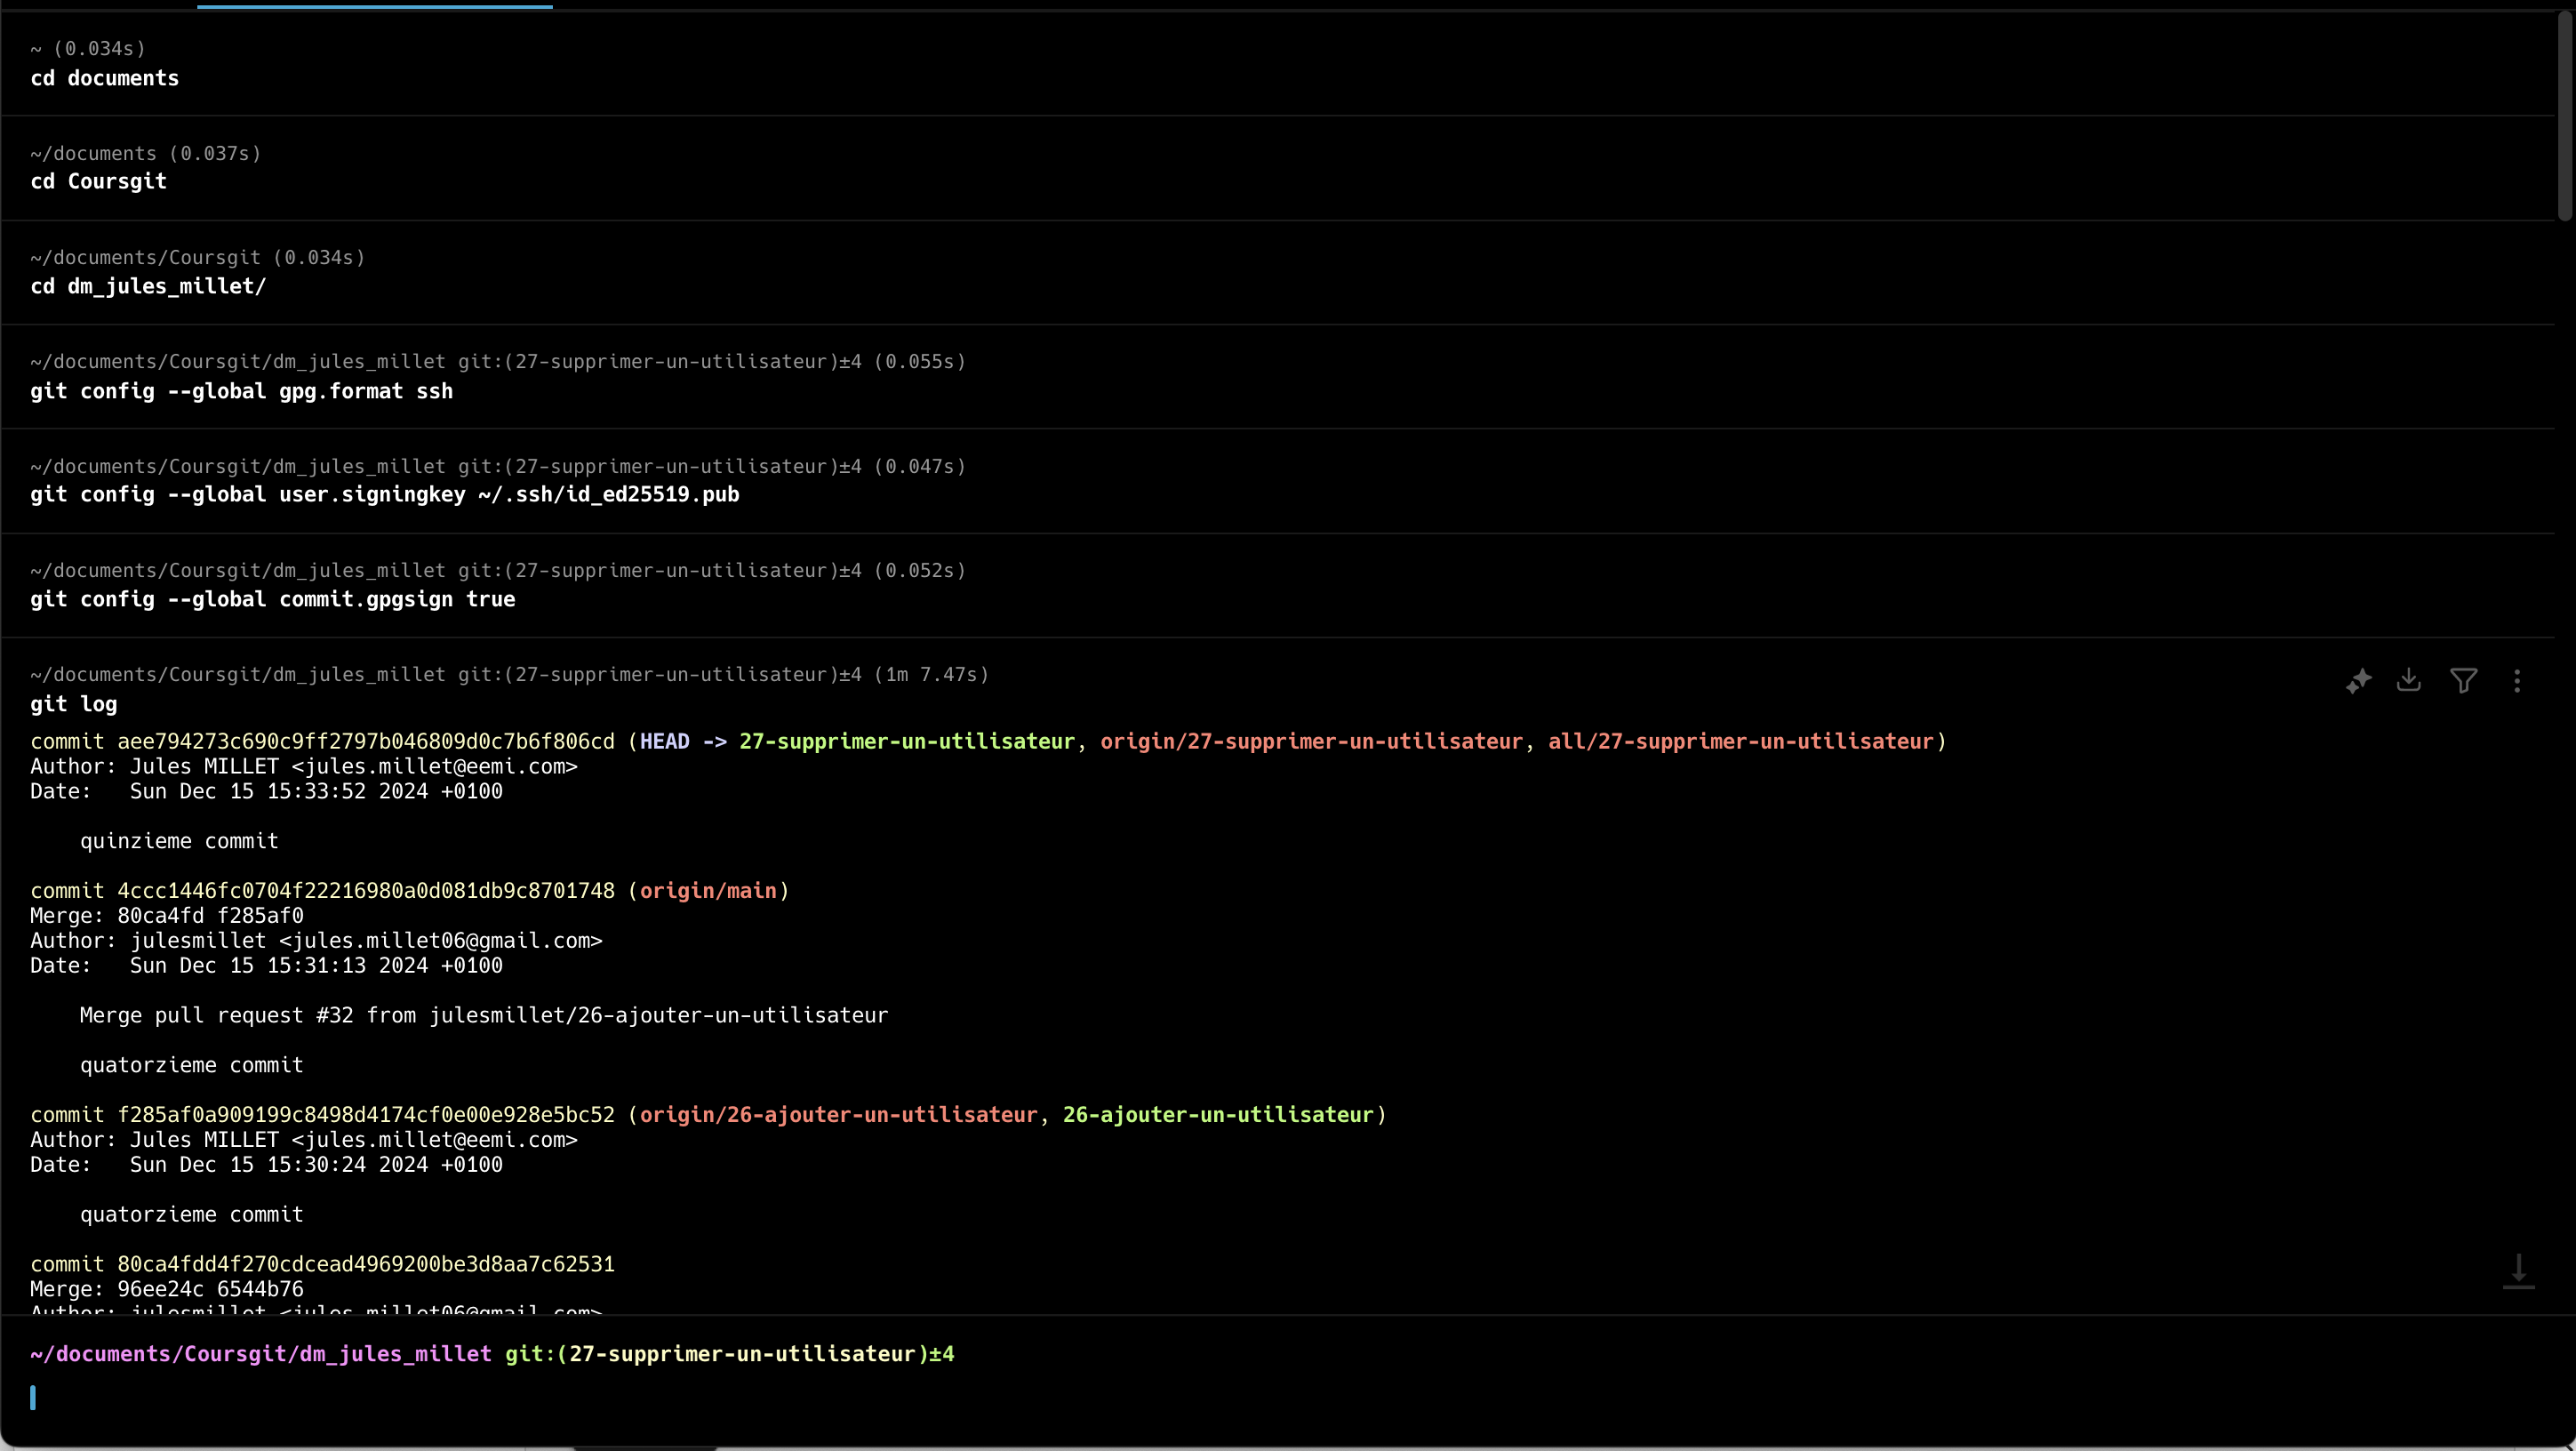 ~ (0.034s)
cd documents
~/documents (0.037s)
cd Coursgit
~/documents/Coursgit (0.034s)
cd dm_jules_millet/
~/documents/Coursgit/dm_jules_millet git:(27-supprimer-un-utilisateur)±4 (0.055s)
git config --global gpg.format ssh
~/documents/Coursgit/dm_jules_millet git:(27-supprimer-un-utilisateur)±4 (0.047s)
git config --global user.signingkey ~/.ssh/id_ed25519.pub
~/documents/Coursgit/dm_jules_millet git:(27-supprimer-un-utilisateur)±4 (0.052s)
git config --global commit.gpgsign true
~/documents/Coursgit/dm_jules_millet git:(27-supprimer-un-utilisateur)±4 (1m 7.47s)
git log
commit aee794273c690c9ff2797b046809d0c7b6f806cd (HEAD -> 27-supprimer-un-utilisateur, origin/27-supprimer-un-utilisateur, all/27-supprimer-un-utilisateur)
Author: Jules MILLET <jules.millet@eemi.com>
Date:   Sun Dec 15 15:33:52 2024 +0100
quinzieme commit
commit 4ccc1446fc0704f22216980a0d081db9c8701748 (origin/main)
Merge: 80ca4fd f285af0
Author: julesmillet <jules.millet06@gmail.com>
Date:   Sun Dec 15 15:31:13 2024 +0100
Merge pull request #32 from julesmillet/26-ajouter-un-utilisateur
quatorzieme commit
commit f285af0a909199c8498d4174cf0e00e928e5bc52 (origin/26-ajouter-un-utilisateur, 26-ajouter-un-utilisateur)
Author: Jules MILLET <jules.millet@eemi.com>
Date:   Sun Dec 15 15:30:24 2024 +0100
quatorzieme commit
commit 80ca4fdd4f270cdcead4969200be3d8aa7c62531
Merge: 96ee24c 6544b76
Author: julesmillet <jules.millet06@gmail.com>
~/documents/Coursgit/dm_jules_millet git:(27-supprimer-un-utilisateur)±4